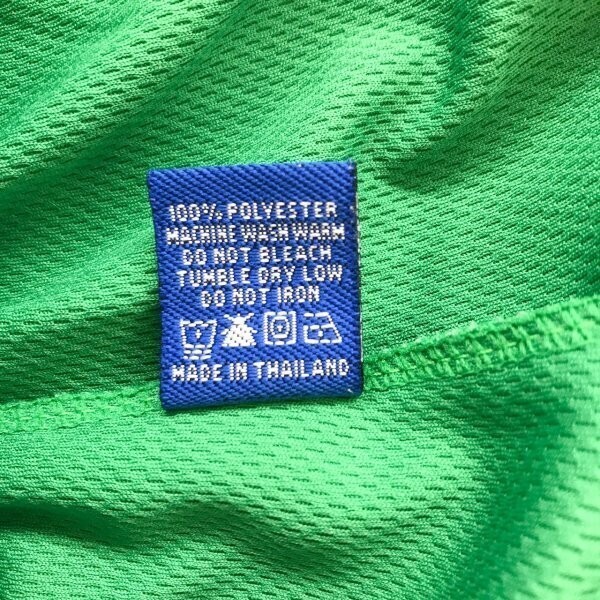 100% POLYESTER
MACHINE WASH WARM
DO NOT BLEACH
TUMBLE DRY LOW
DO NOT IRON
MADE IN THAILAND